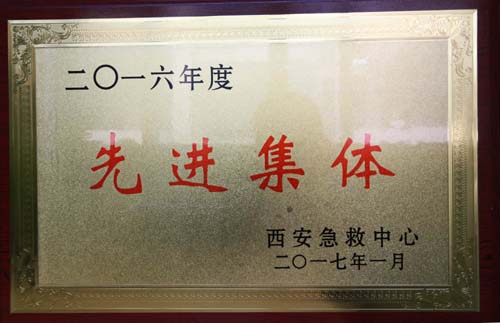 二〇一六年度
先进集体
西安急救中心
二〇一七年一月